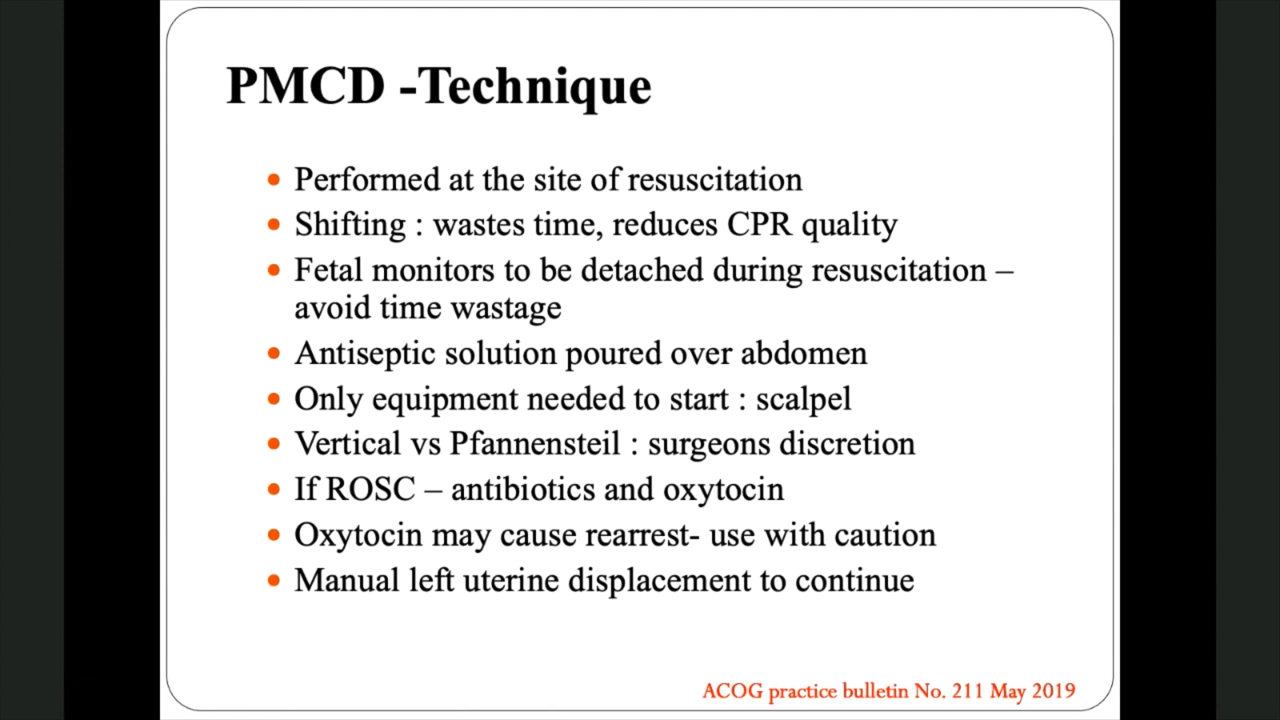 PMCD -Technique
Performed at the site of resuscitation
Shifting : wastes time, reduces CPR quality
Fetal monitors to be detached during resuscitation –
avoid time wastage
Antiseptic solution poured over abdomen
Only equipment needed to start : scalpel
Vertical vs Pfannensteil : surgeons discretion
If ROSC – antibiotics and oxytocin
Oxytocin may cause rearrest- use with caution
Manual left uterine displacement to continue
ACOG practice bulletin No. 211 May 2019